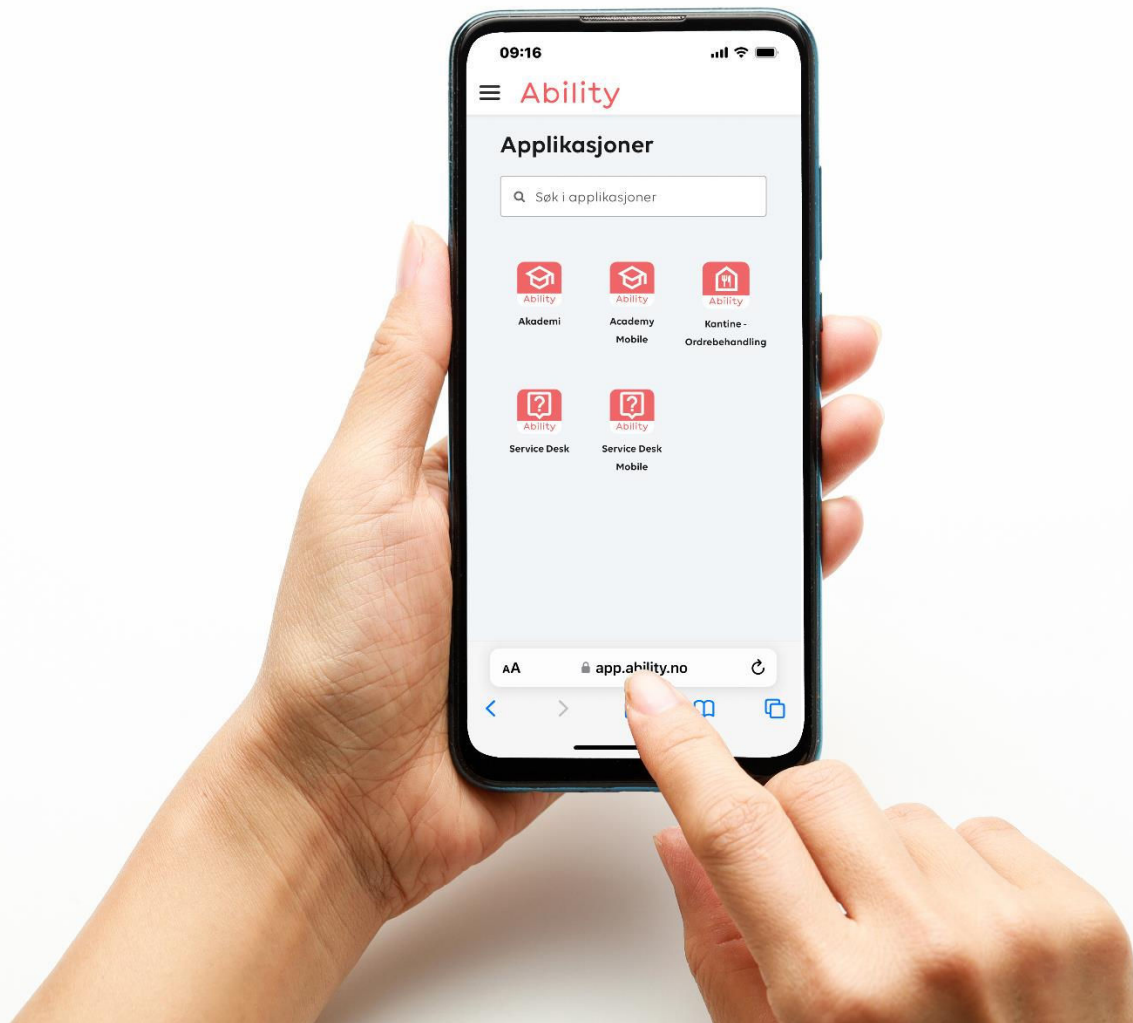 09:16
Ability
Applikasjoner
Søk i applikasjoner
Ability
Ability
Ability
Akademi
Academy
Mobile
Kantine -
Ordrebehandling
Ability
Ability
Service Desk
Service Desk
Mobile
?
?
AA
app.ability.no